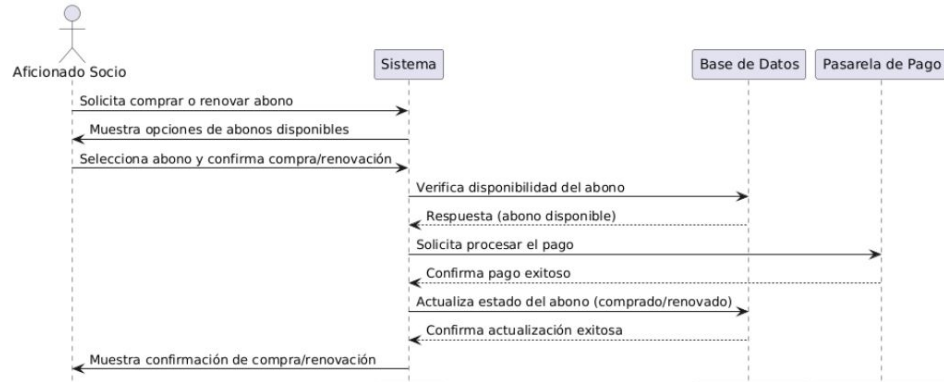 Aficionado Socio
Sistema
Base de Datos
Pasarela de Pago
Solicita comprar o renovar abono
Muestra opciones de abonos disponibles
Selecciona abono y confirma compra/renovación
Verifica disponibilidad del abono
Respuesta (abono disponible)
Solicita procesar el pago
Confirma pago exitoso
Actualiza estado del abono (comprado/renovado)
Confirma actualización exitosa
Muestra confirmación de compra/renovación